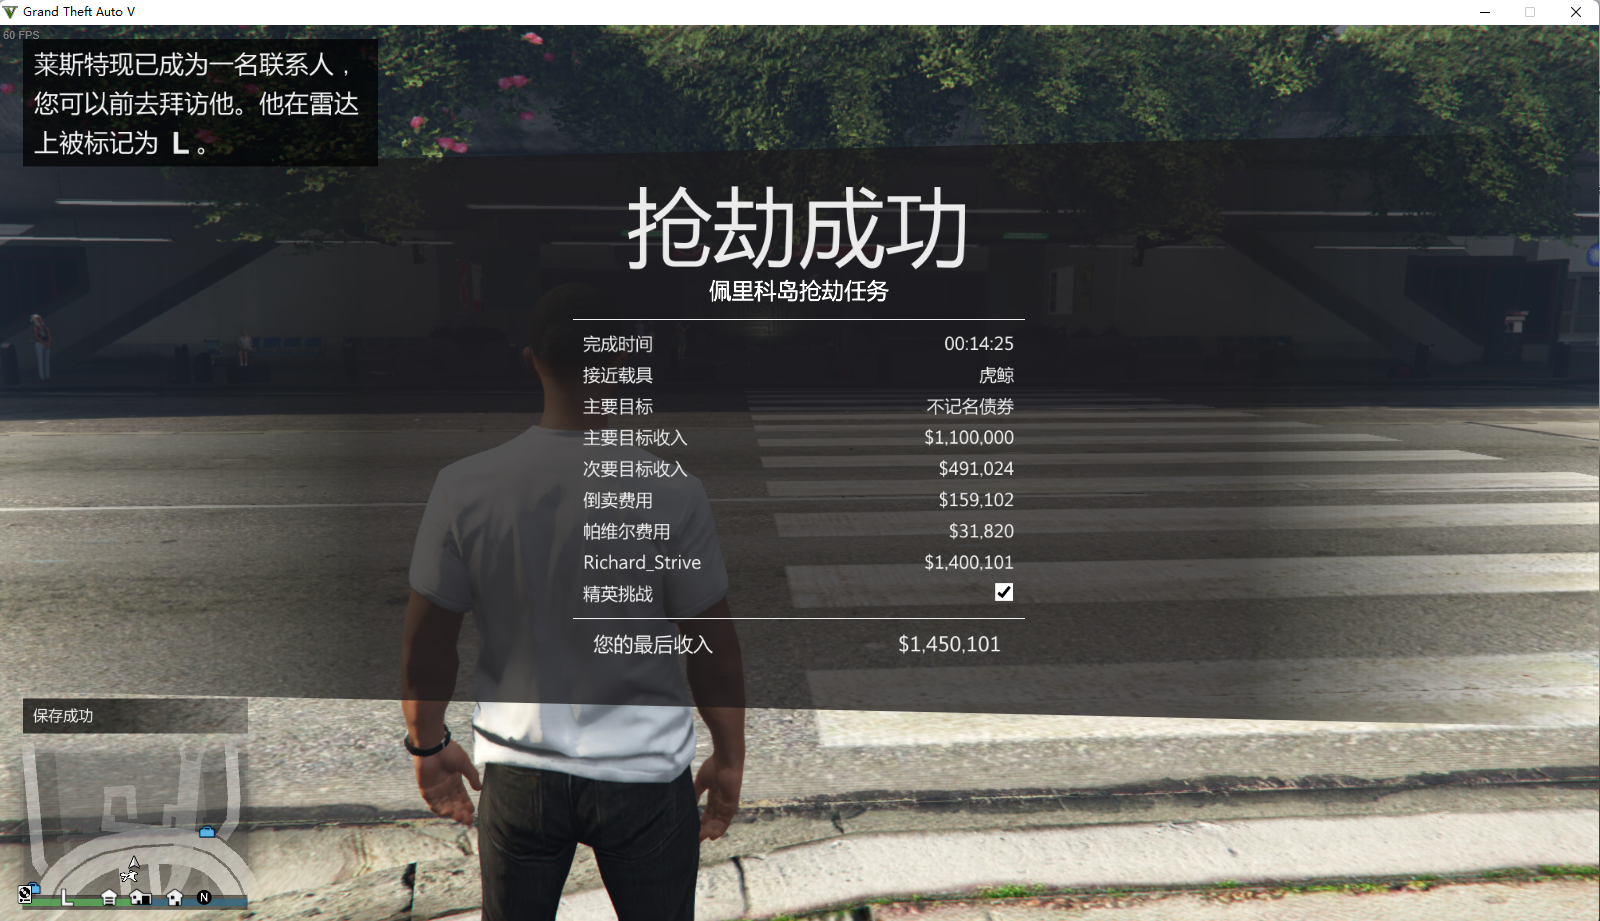 Grand Theft Auto V
60 FPS
莱斯特现已成为一名联系人，
您可以前去拜访他。他在雷达
上被标记为 L 。
抢劫成功
佩里科岛抢劫任务
完成时间 00:14:25
接近载具 虎鲸
主要目标 不记名债券
主要目标收入 $1,100,000
次要目标收入 $491,024
倒卖费用 $159,102
帕维尔费用 $31,820
Richard_Strive $1,400,101
精英挑战
您的最后收入 $1,450,101
保存成功
L
N